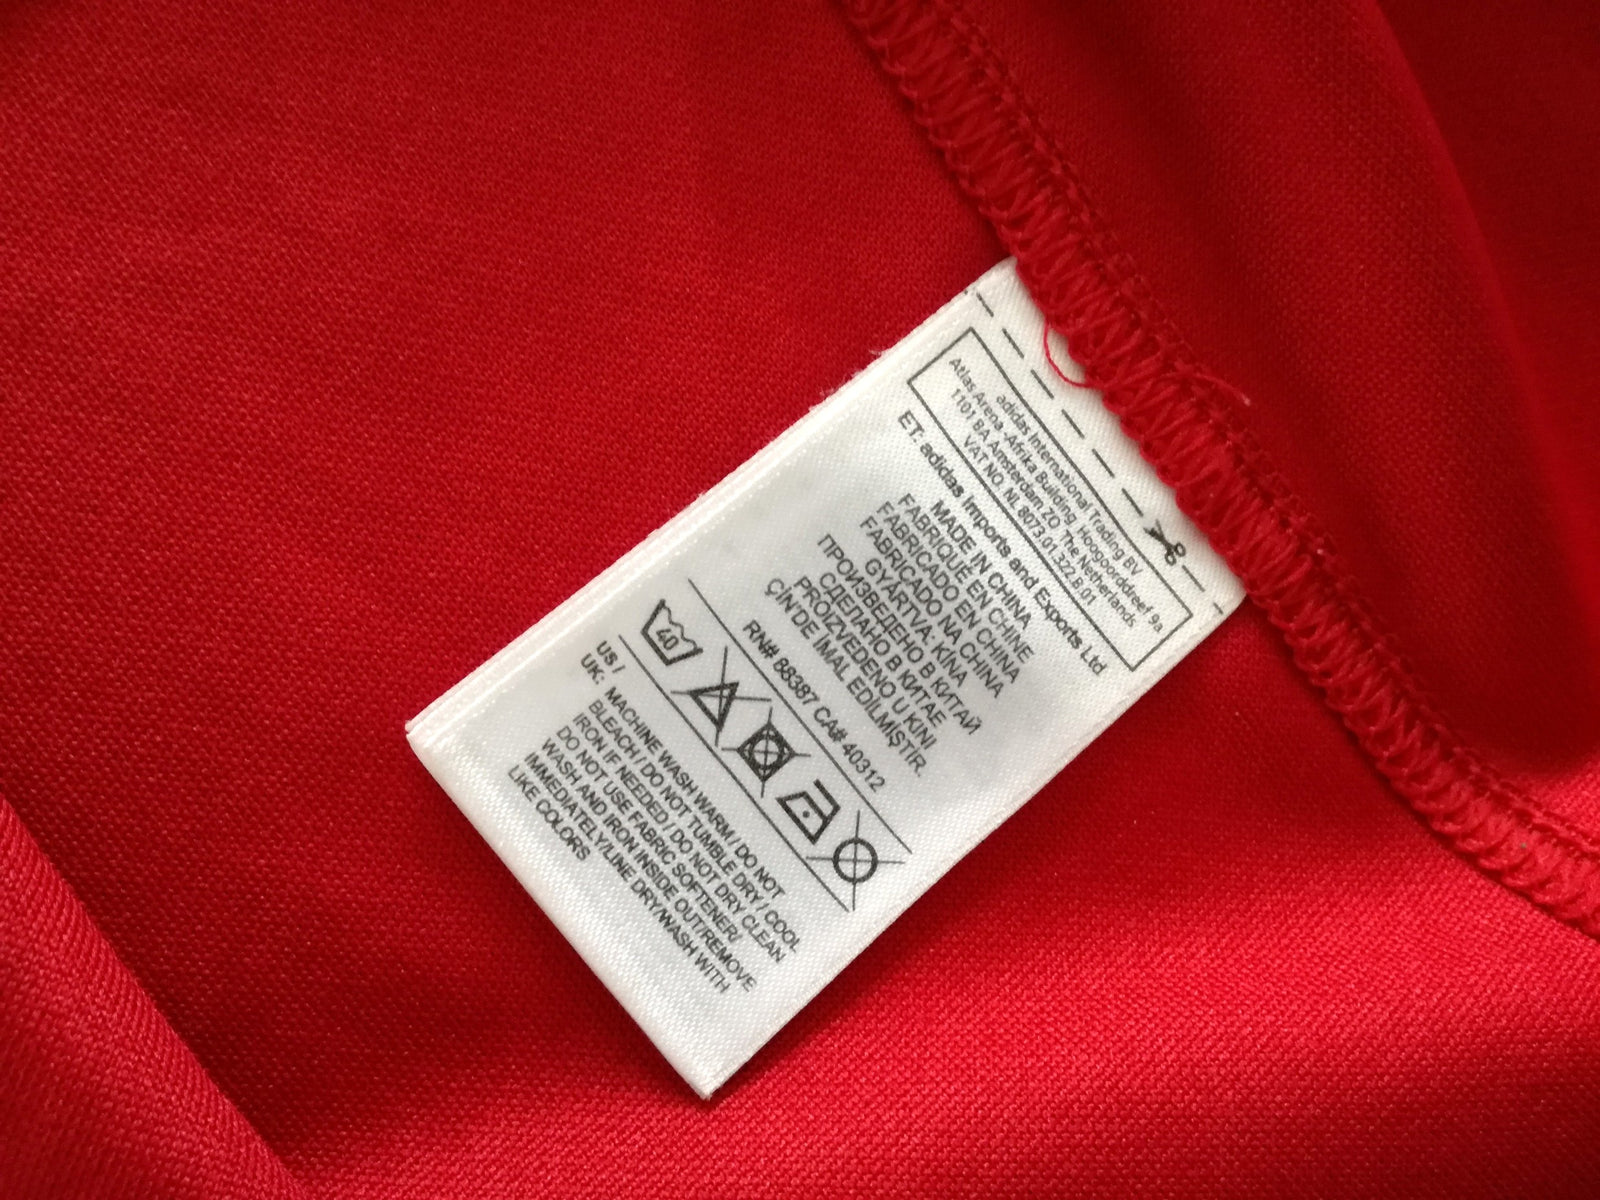 adidas International Trading BV
Atlas Arena -Afrika Building, Hoogoorddreef 9a
1101 BA Amsterdam ZO, The Netherlands
VAT NO. NL 8073.01.322.B.01
ET: adidas Imports and Exports Ltd
MADE IN CHINA
FABRIQUÉ EN CHINE
FABRICADO EN CHINA
FABRICADO NA CHINA
GYÁRTVA: KÍNA
ПРОИЗВЕДЕНО В КИТАЙ
СДЕЛАНО В КИТАЕ
PROIZVEDENO U KINI
ÇİN'DE İMAL EDİLMİŞTİR.
RN# 88387 CA# 40312
40
US /
UK: MACHINE WASH WARM / DO NOT
BLEACH / DO NOT TUMBLE DRY / COOL
IRON IF NEEDED / DO NOT DRY CLEAN
DO NOT USE FABRIC SOFTENER/
WASH AND IRON INSIDE OUT/REMOVE
IMMEDIATELY/LINE DRY/WASH WITH
LIKE COLORS